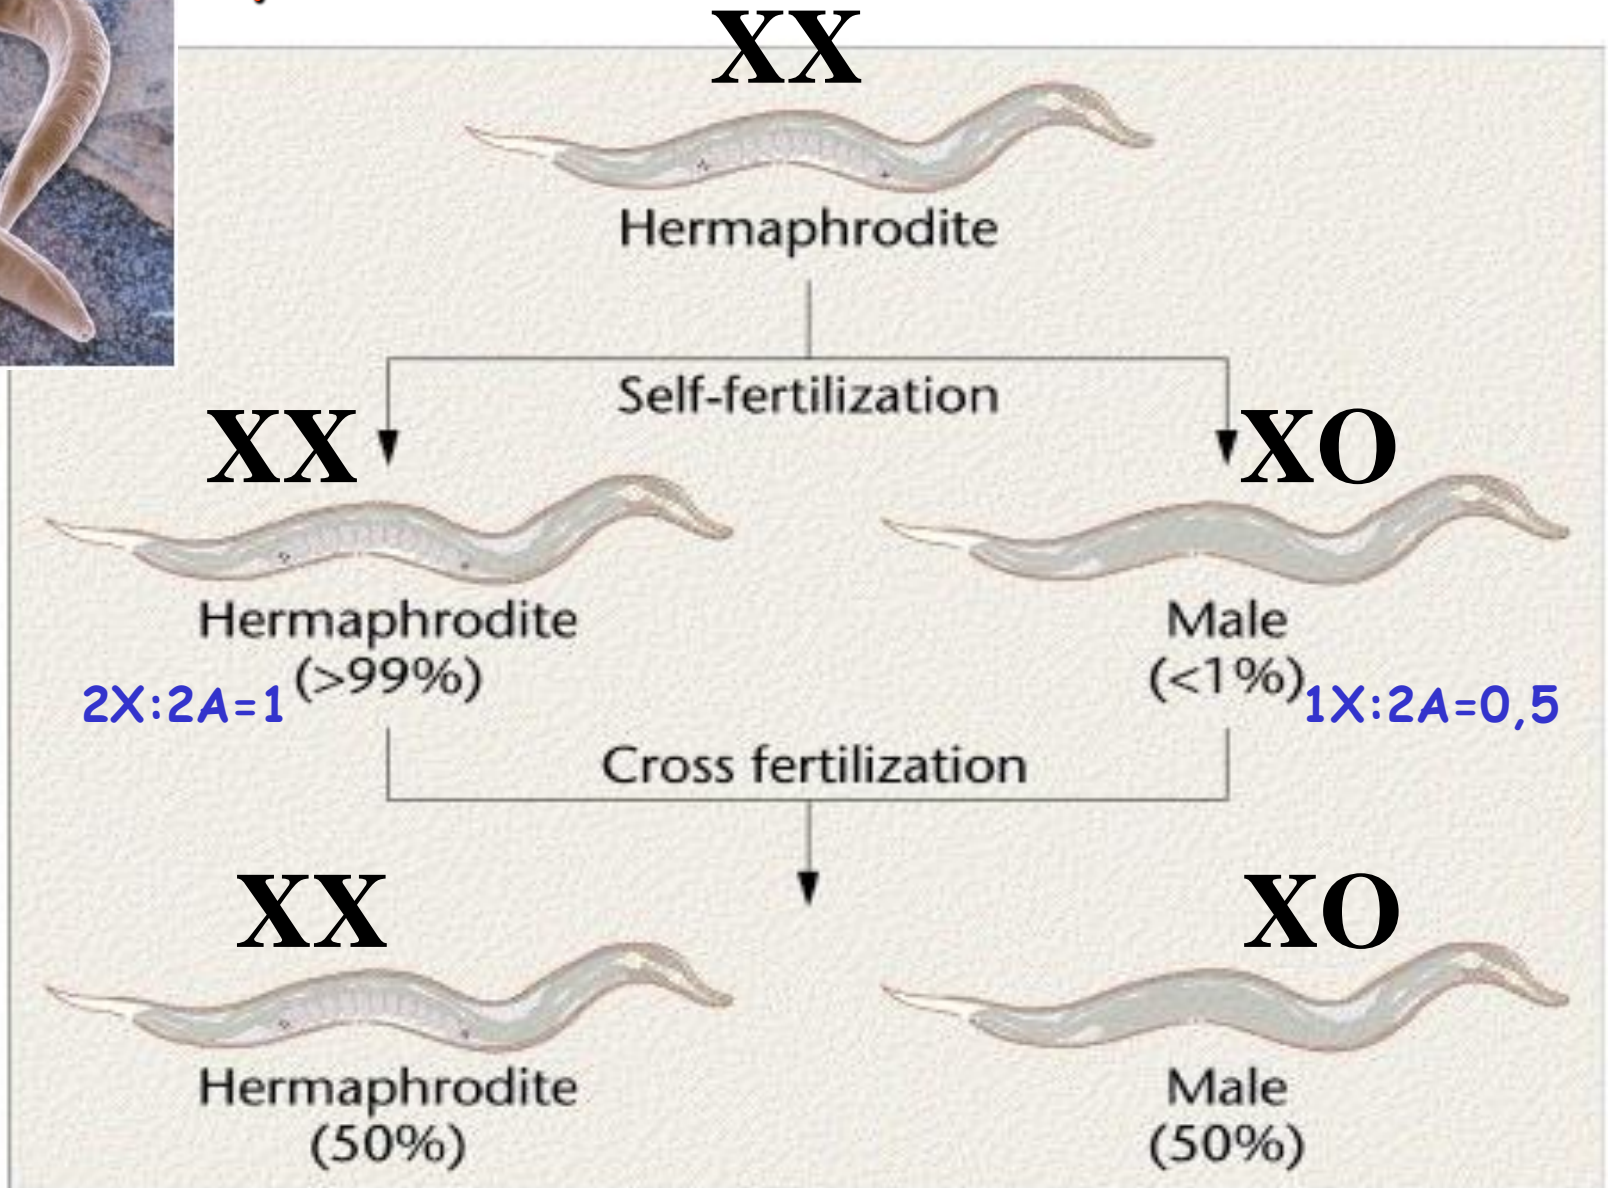 XX
Hermaphrodite
Self-fertilization
XX
XO
Hermaphrodite
(>99%)
2X:2A=1
Male
(<1%)
1X:2A=0,5
Cross fertilization
XX
XO
Hermaphrodite
(50%)
Male
(50%)